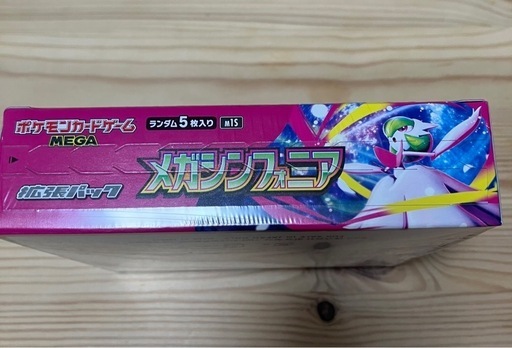 ポケモンカードゲーム
MEGA
ランダム5枚入り M1S
拡張パック
メガシンフォニア